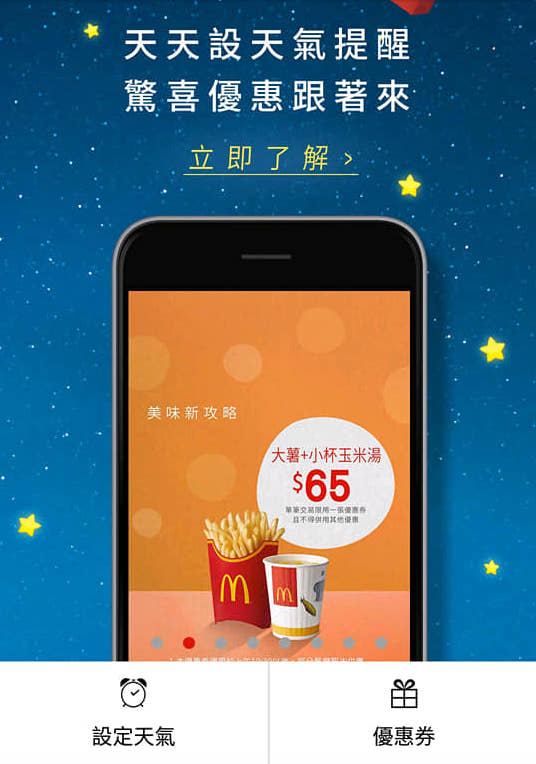 天天設天氣提醒
驚喜優惠跟著來
立即了解 >
美味新攻略
大薯+小杯玉米湯
$65
單筆交易限用一張優惠券
且不得併用其他優惠
設定天氣
優惠券